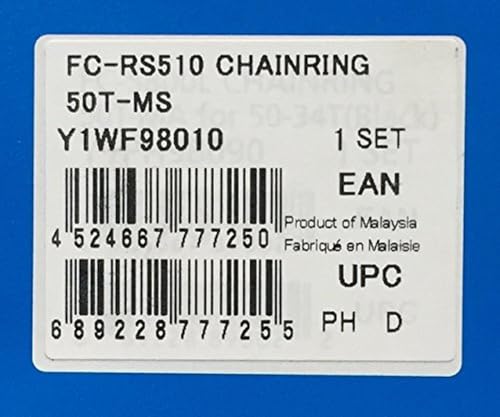 FC-RS510 CHAINRING
50T-MS
Y1WF98010 1 SET
EAN
4 524667 777250
Product of Malaysia
Fabriqué en Malaisie
UPC
6 89228 77725 5
PH D